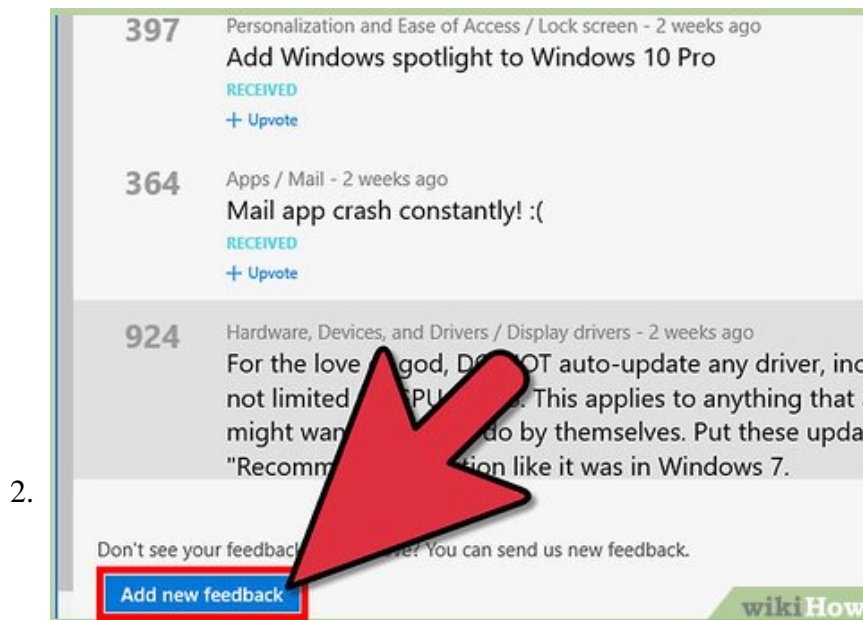 397
Personalization and Ease of Access / Lock screen - 2 weeks ago
Add Windows spotlight to Windows 10 Pro
RECEIVED
+ Upvote
364
Apps / Mail - 2 weeks ago
Mail app crash constantly! :(
RECEIVED
+ Upvote
924
Hardware, Devices, and Drivers / Display drivers - 2 weeks ago
For the love god, OT auto-update any driver, inc
not limited This applies to anything that
might do by themselves. Put these upda
like it was in Windows 7.
2.
Don't see your You can send us new feedback.
Add new feedback
wikiHow